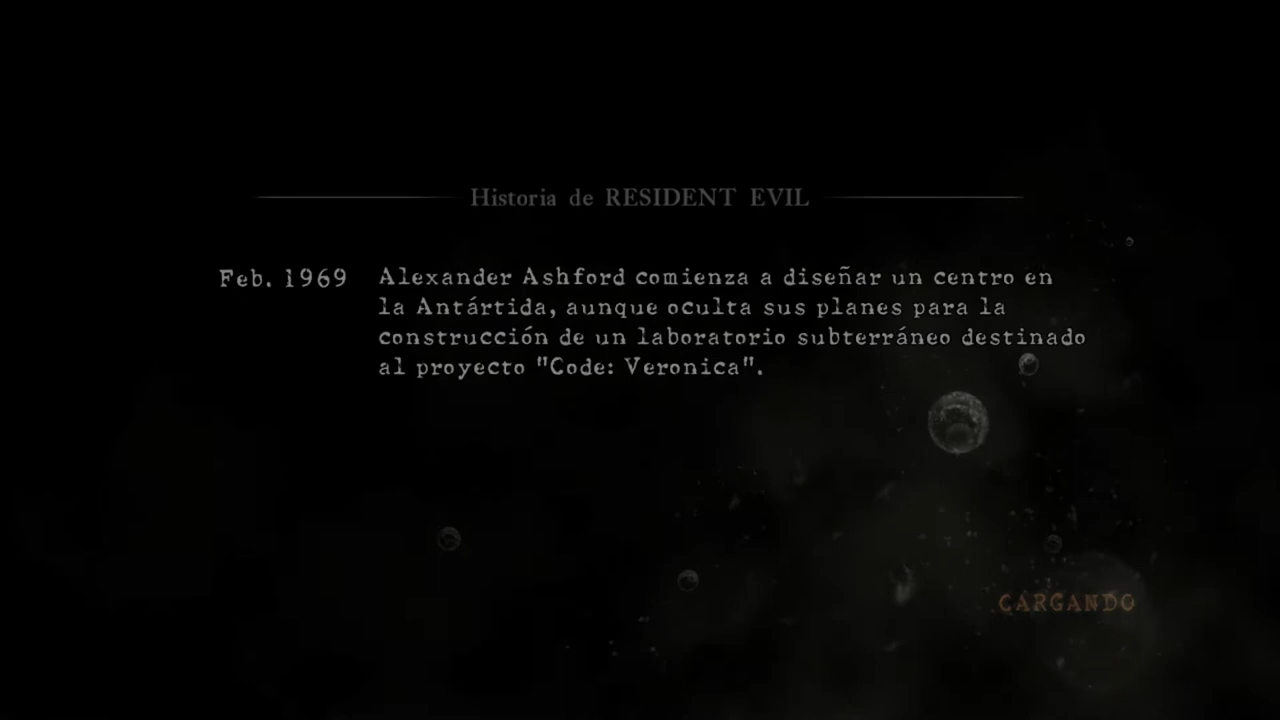 Historia de RESIDENT EVIL
Feb. 1969 Alexander Ashford comienza a diseñar un centro en
la Antártida, aunque oculta sus planes para la
construcción de un laboratorio subterráneo destinado
al proyecto "Code: Veronica".
CARGANDO